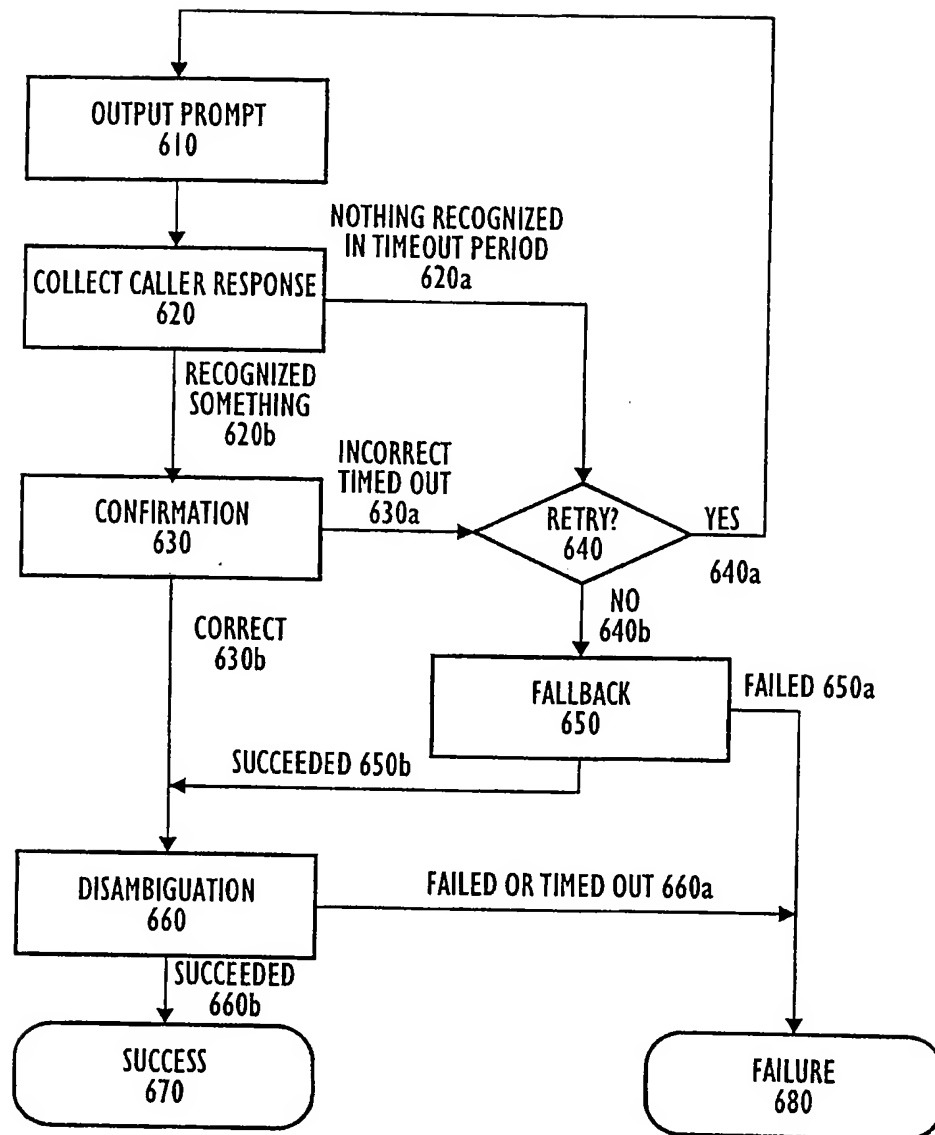 OUTPUT PROMPT
610
NOTHING RECOGNIZED
IN TIMEOUT PERIOD
620a
COLLECT CALLER RESPONSE
620
RECOGNIZED
SOMETHING
620b
INCORRECT
TIMED OUT
630a
CONFIRMATION
630
RETRY?
640
YES
640a
NO
640b
CORRECT
630b
FALLBACK
650
FAILED 650a
SUCCEEDED 650b
DISAMBIGUATION
660
FAILED OR TIMED OUT 660a
SUCCEEDED
660b
SUCCESS
670
FAILURE
680